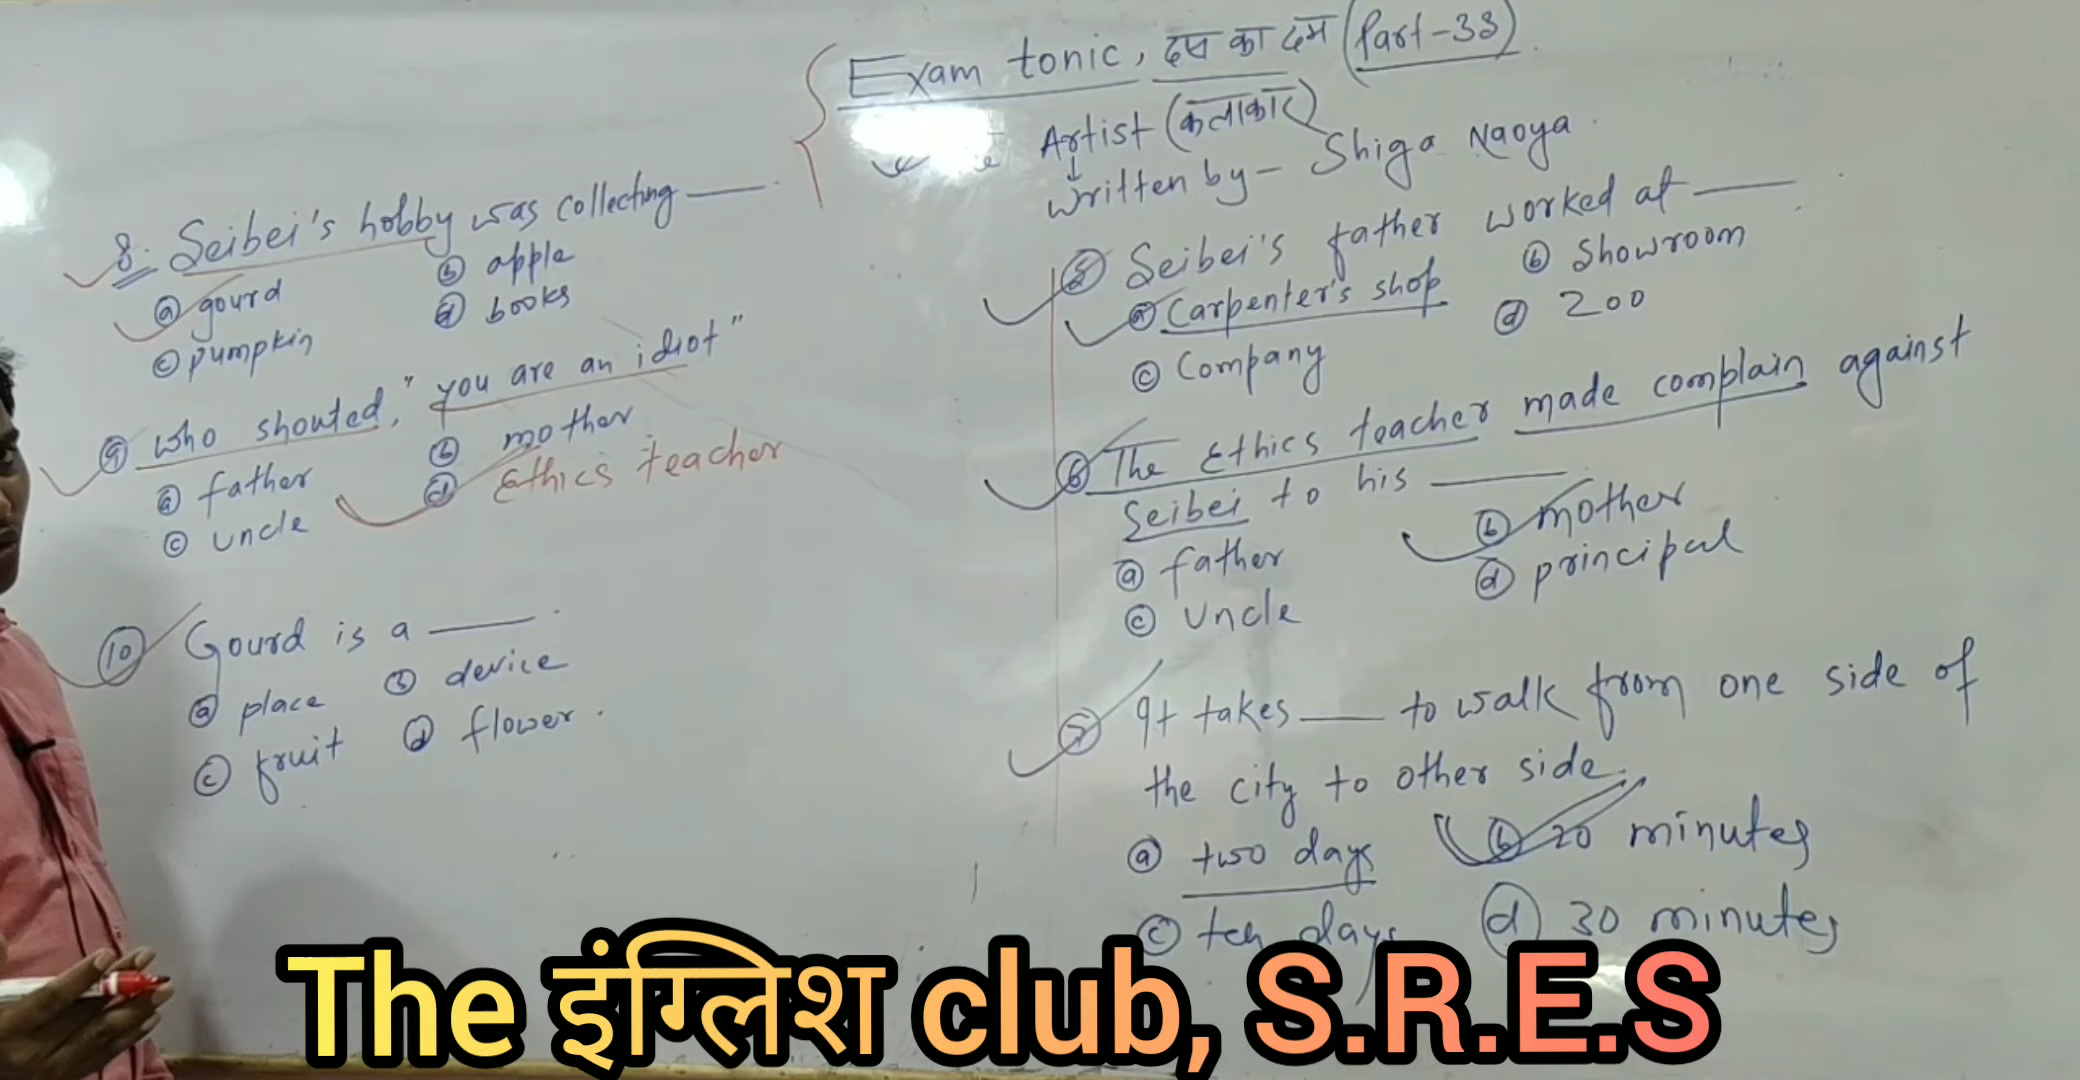 Exam tonic, दस का दम (Part-33)
Artist (कलाकार)
written by - Shiga Naoya
8. Seibei's hobby was collecting ___
(a) gourd (b) apple
(c) pumpkin (d) books
(9) Who shouted, "you are an idiot"
(a) father (b) mother
(c) uncle (d) Ethics teacher
(10) Gourd is a ___
(a) place (b) device
(c) fruit (d) flower.
Seibei's father worked at ___
(a) Carpenter's shop (b) Showroom
(c) Company (d) zoo
(6) The Ethics teacher made complain against
Seibei to his ___
(a) father (b) mother
(c) uncle (d) principal
(7) It takes ___ to walk from one side of
the city to other side.
(a) two days (b) 20 minutes
(c) ten days (d) 30 minutes
The इंग्लिश club, S.R.E.S